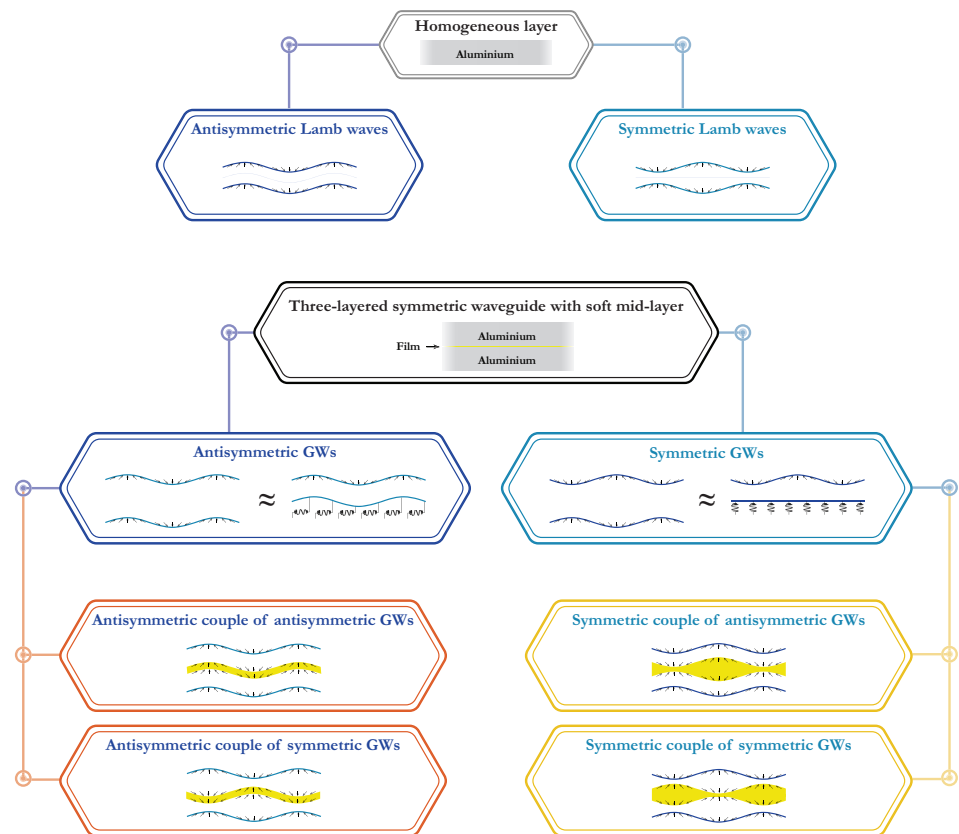 Homogeneous layer
Aluminium
Antisymmetric Lamb waves
Symmetric Lamb waves
Three-layered symmetric waveguide with soft mid-layer
Aluminium
Film
Aluminium
Antisymmetric GWs
≈
Symmetric GWs
≈
Antisymmetric couple of antisymmetric GWs
Symmetric couple of antisymmetric GWs
Antisymmetric couple of symmetric GWs
Symmetric couple of symmetric GWs